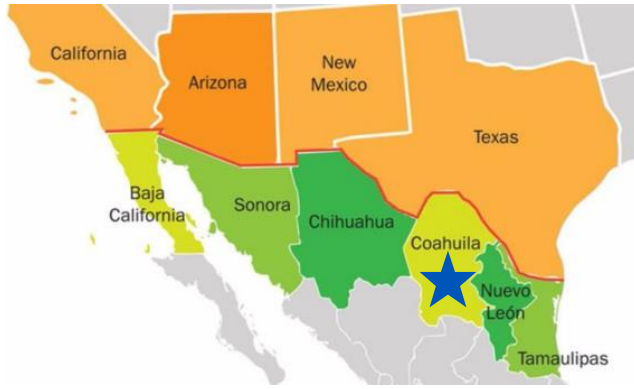 California
Arizona
New
Mexico
Texas
Baja
California
Sonora
Chihuahua
Coahuila
Nuevo
León
Tamaulipas